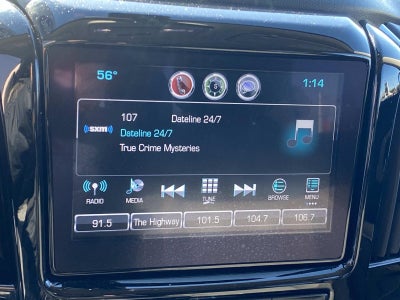 56°
1:14
107 Dateline 24/7
((SXM))
Dateline 24/7
True Crime Mysteries
RADIO MEDIA TUNE BROWSE MENU
91.5 The Highway 101.5 104.7 106.7